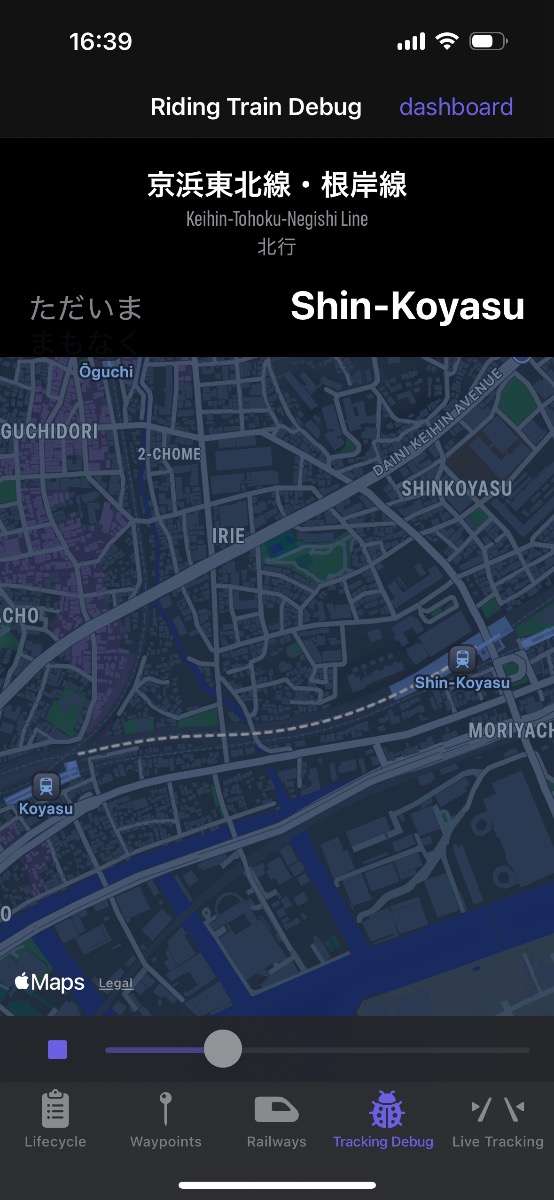 16:39
Riding Train Debug
dashboard
京浜東北線・根岸線
Keihin-Tohoku-Negishi Line
北行
ただいま
Shin-Koyasu
まもなく
Ōguchi
GUCHIDORI
2-CHOME
DAINI KEIHIN AVENUE
SHINKOYASU
IRIE
CHO
Shin-Koyasu
MORIYACH
Koyasu
O
Maps
Legal
Lifecycle
Waypoints
Railways
Tracking Debug
Live Tracking